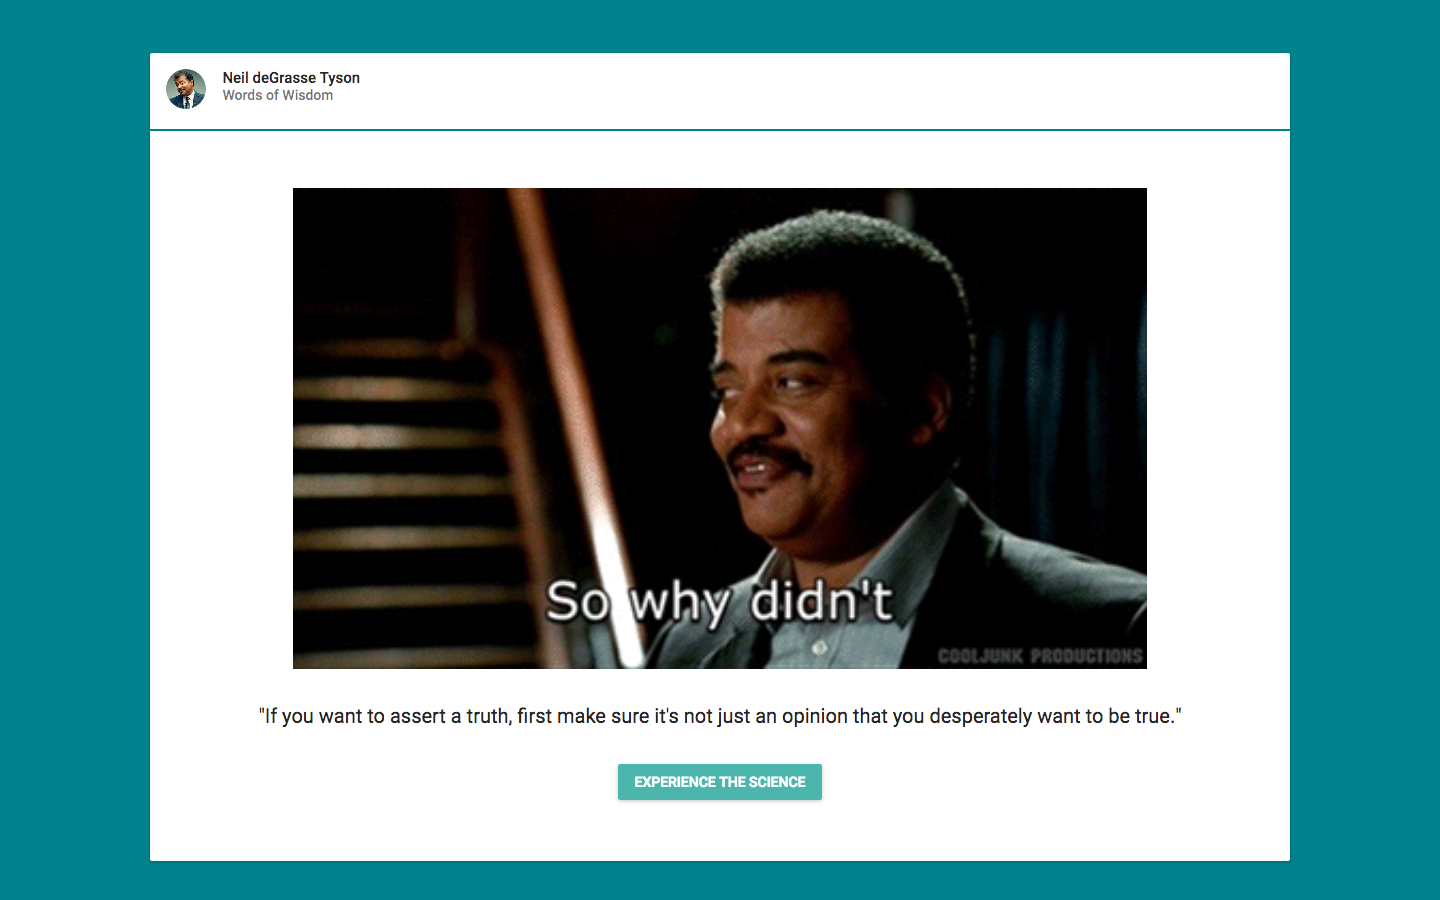 Neil deGrasse Tyson
Words of Wisdom
So why didn't
COOLJUNK PRODUCTIONS
"If you want to assert a truth, first make sure it's not just an opinion that you desperately want to be true."
EXPERIENCE THE SCIENCE